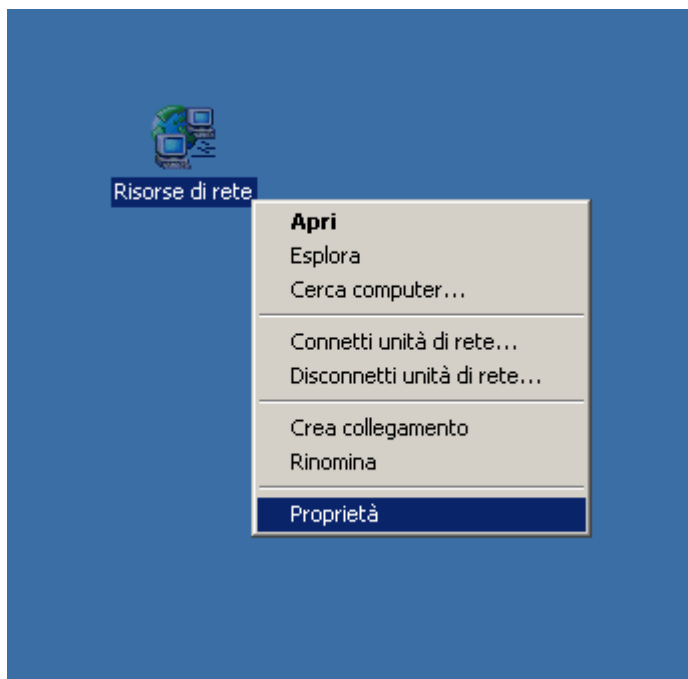 Risorse di rete
Apri
Esplora
Cerca computer...
Connetti unità di rete...
Disconnetti unità di rete...
Crea collegamento
Rinomina
Proprietà